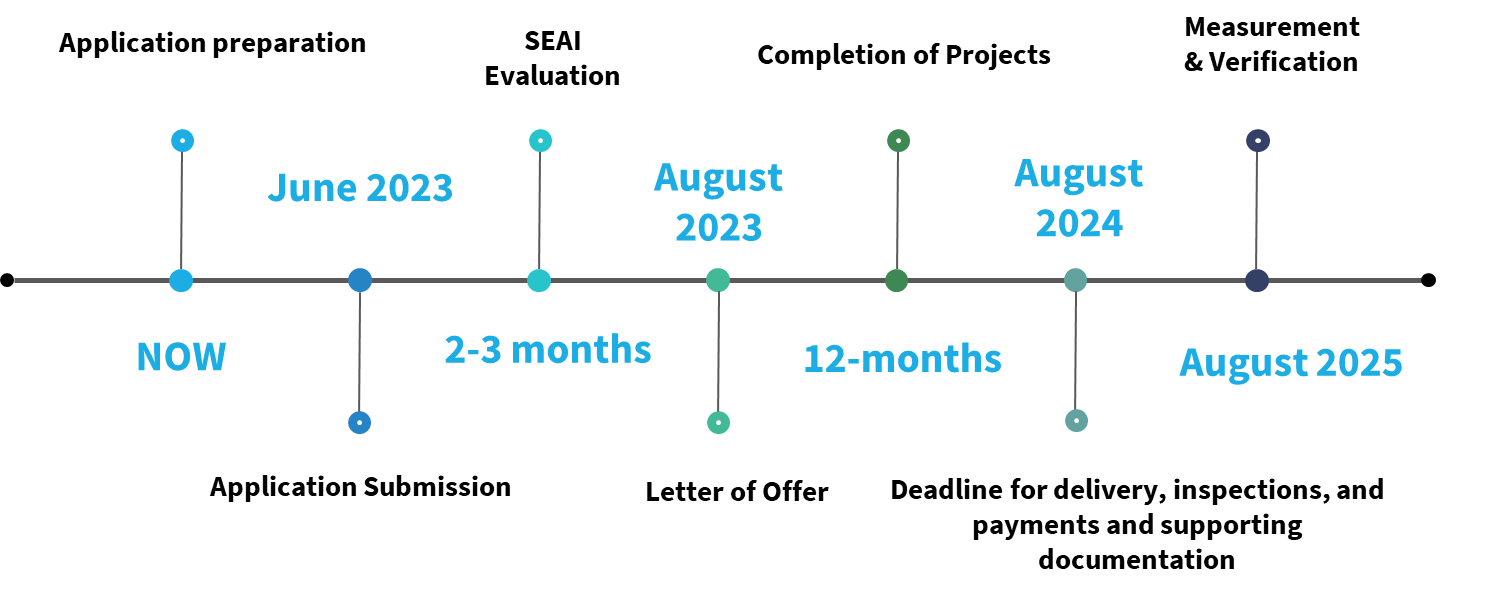 Application preparation
SEAI
Evaluation
Completion of Projects
Measurement
& Verification
June 2023
August
2023
August
2024
NOW
2-3 months
12-months
August 2025
Application Submission
Letter of Offer
Deadline for delivery, inspections, and
payments and supporting
documentation